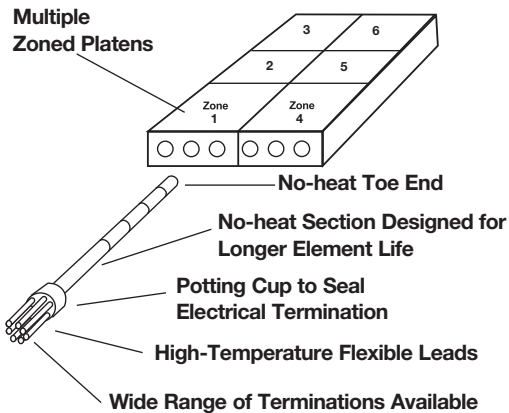 Multiple
Zoned Platens
3
6
2
5
Zone
1
Zone
4
No-heat Toe End
No-heat Section Designed for
Longer Element Life
Potting Cup to Seal
Electrical Termination
High-Temperature Flexible Leads
Wide Range of Terminations Available